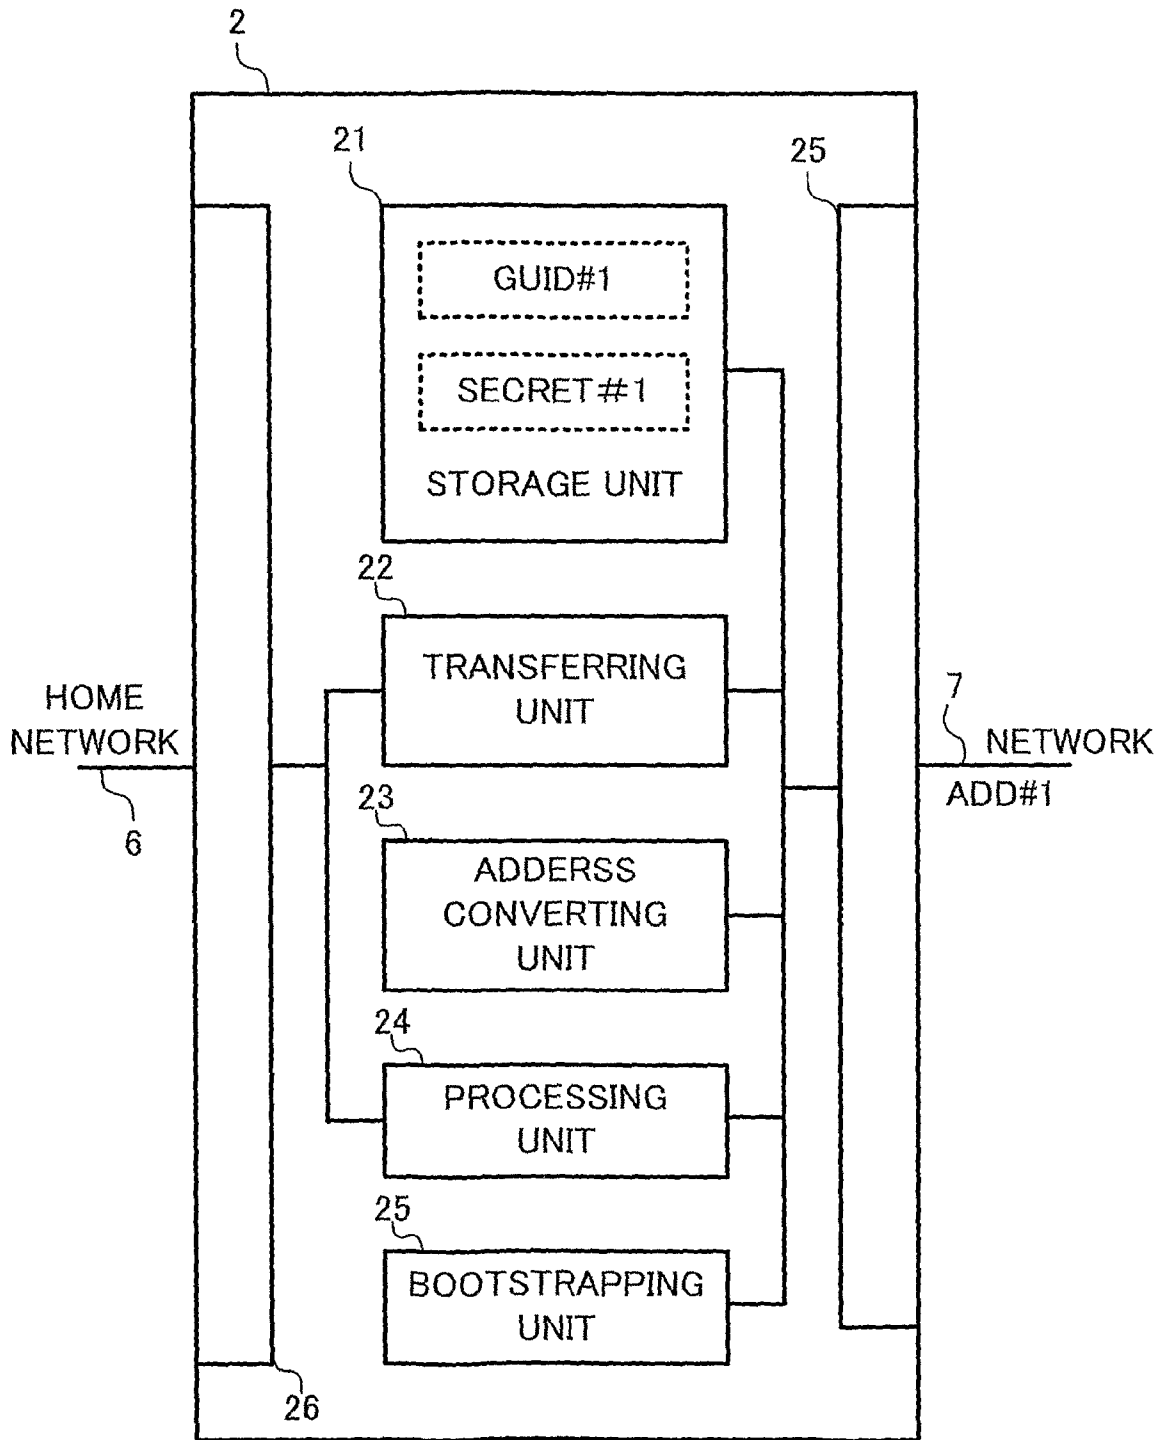 2
21
25
GUID#1
SECRET#1
STORAGE UNIT
22
TRANSFERRING
UNIT
HOME
NETWORK
6
7
NETWORK
ADD#1
23
ADDERSS
CONVERTING
UNIT
24
PROCESSING
UNIT
25
BOOTSTRAPPING
UNIT
26